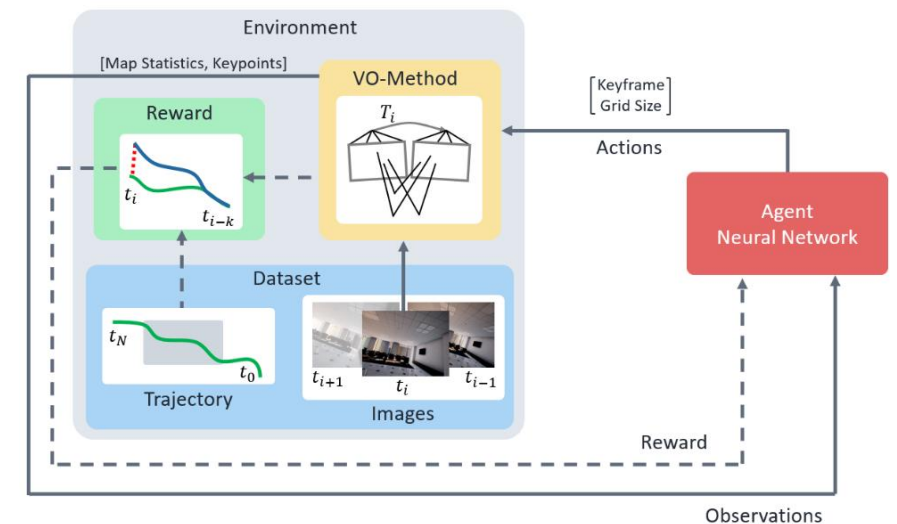 Environment
[Map Statistics, Keypoints]
VO-Method
T_i
Reward
t_i
t_{i-k}
[Keyframe
Grid Size]
Actions
Agent
Neural Network
Dataset
t_N
t_0
Trajectory
t_{i+1}
t_i
t_{i-1}
Images
Reward
Observations